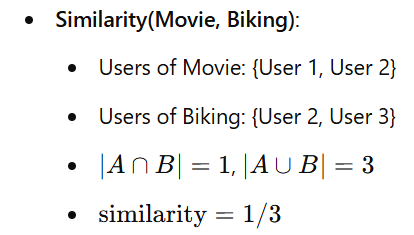 • Similarity(Movie, Biking):
• Users of Movie: {User 1, User 2}
• Users of Biking: {User 2, User 3}
• |A ∩ B| = 1, |A ∪ B| = 3
• similarity = 1/3